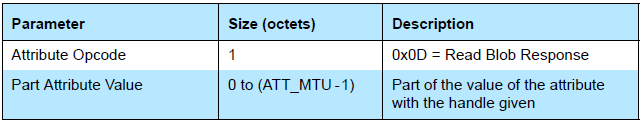 Parameter Size (octets) Description
Attribute Opcode 1 0x0D = Read Blob Response
Part Attribute Value 0 to (ATT_MTU-1) Part of the value of the attribute
with the handle given